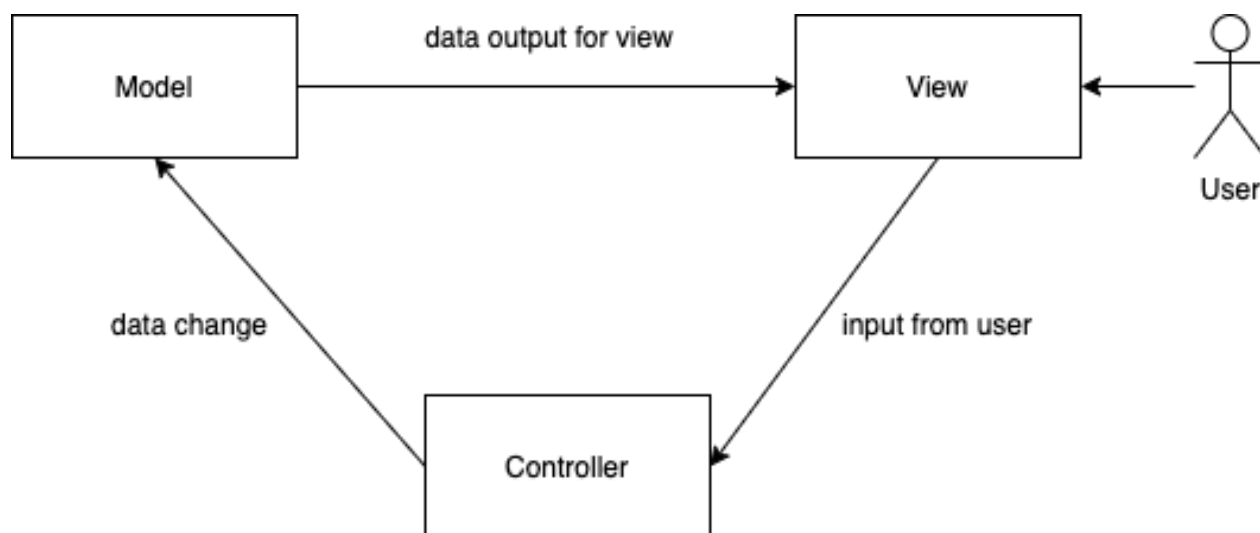 data output for view
Model
View
User
data change
input from user
Controller